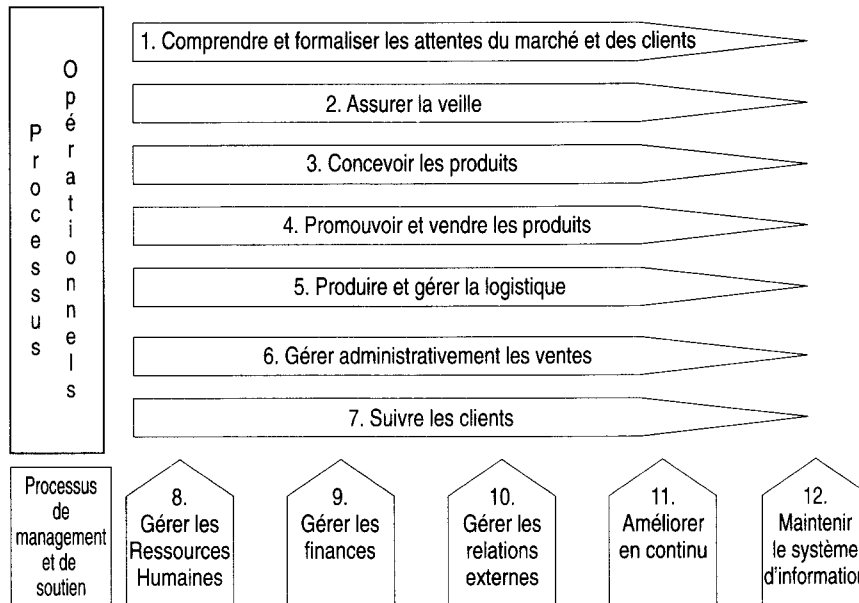 Processus
Opérationnels
1. Comprendre et formaliser les attentes du marché et des clients
2. Assurer la veille
3. Concevoir les produits
4. Promouvoir et vendre les produits
5. Produire et gérer la logistique
6. Gérer administrativement les ventes
7. Suivre les clients
Processus
de
management
et de
soutien
8.
Gérer les
Ressources
Humaines
9.
Gérer les
finances
10.
Gérer les
relations
externes
11.
Améliorer
en continu
12.
Maintenir
le système
d'information